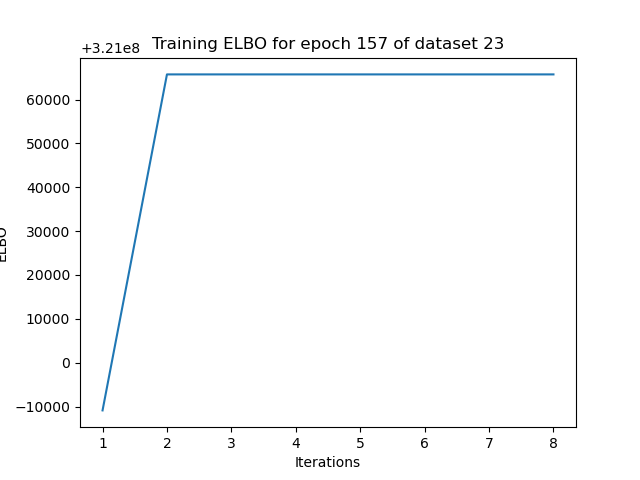 +3.21e8
Training ELBO for epoch 157 of dataset 23
60000
50000
40000
30000
20000
10000
0
−10000
ELBO
1 2 3 4 5 6 7 8
Iterations